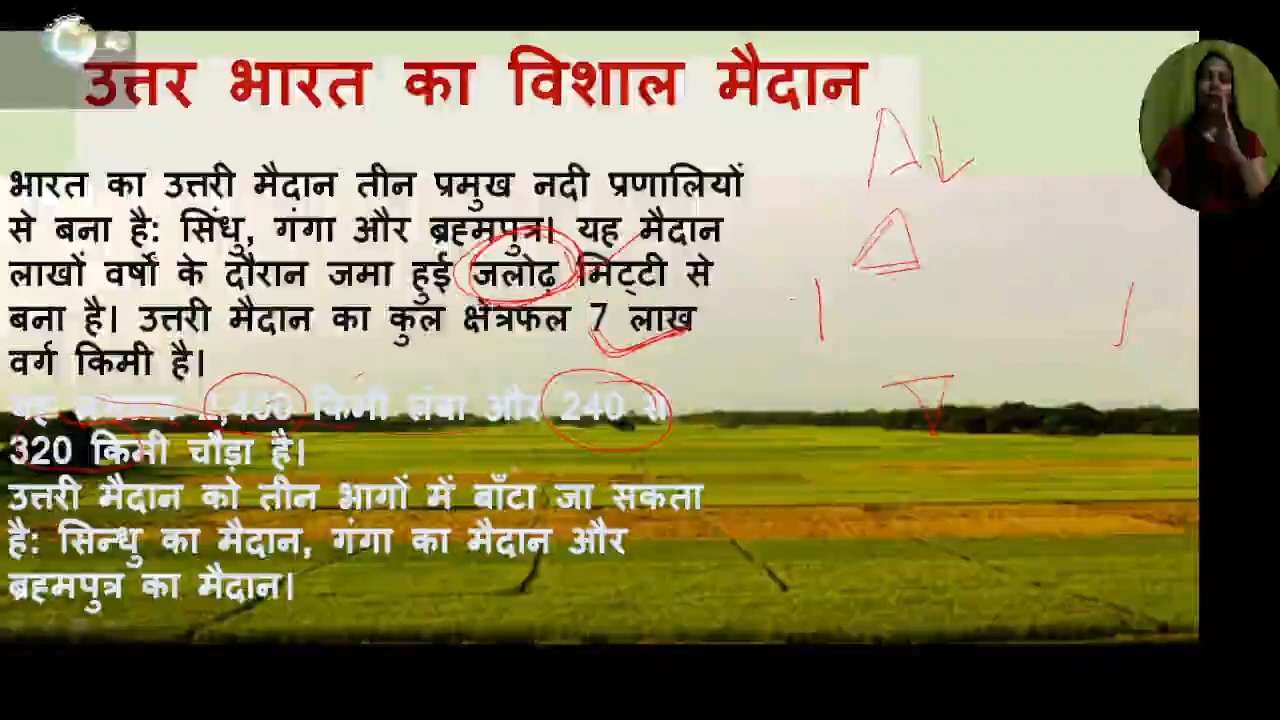 उत्तर भारत का विशाल मैदान
भारत का उत्तरी मैदान तीन प्रमुख नदी प्रणालियों
से बना है: सिंधु, गंगा और ब्रह्मपुत्र। यह मैदान
लाखों वर्षों के दौरान जमा हुई जलोढ़ मिट्टी से
बना है। उत्तरी मैदान का कुल क्षेत्रफल 7 लाख
वर्ग किमी है।
यह किमी लंबा और 240 से
320 किमी चौड़ा है।
उत्तरी मैदान को तीन भागों में बाँटा जा सकता
है: सिन्धु का मैदान, गंगा का मैदान और
ब्रह्मपुत्र का मैदान।